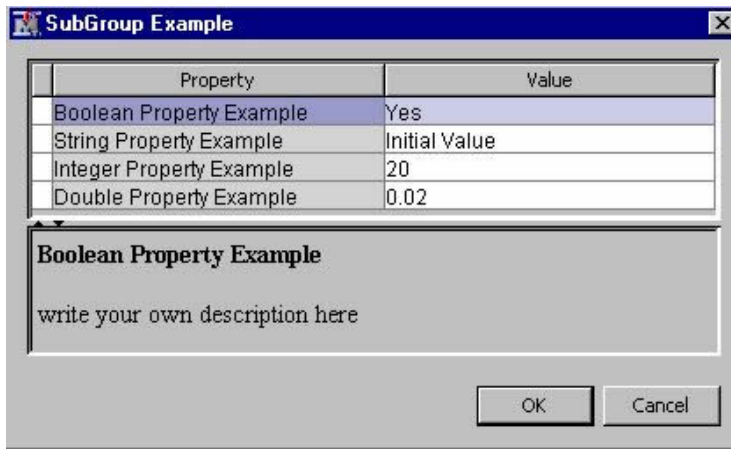 SubGroup Example
Property Value
Boolean Property Example Yes
String Property Example Initial Value
Integer Property Example 20
Double Property Example 0.02
Boolean Property Example
write your own description here
OK Cancel